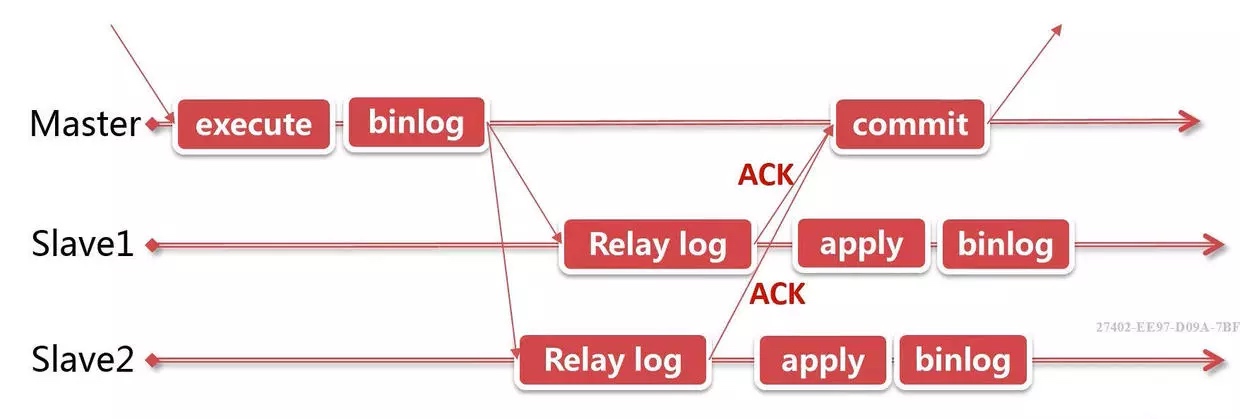 Master execute binlog commit
ACK
Slave1 Relay log apply binlog
ACK
27402-EE97-D09A-7BF
Slave2 Relay log apply binlog